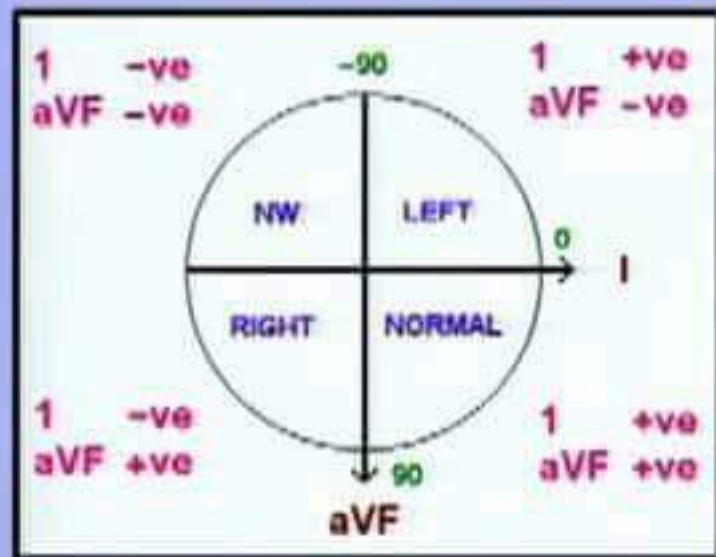 1 −ve
aVF −ve
−90
1 +ve
aVF −ve
NW
LEFT
0
I
RIGHT
NORMAL
1 −ve
aVF +ve
90
aVF
1 +ve
aVF +ve